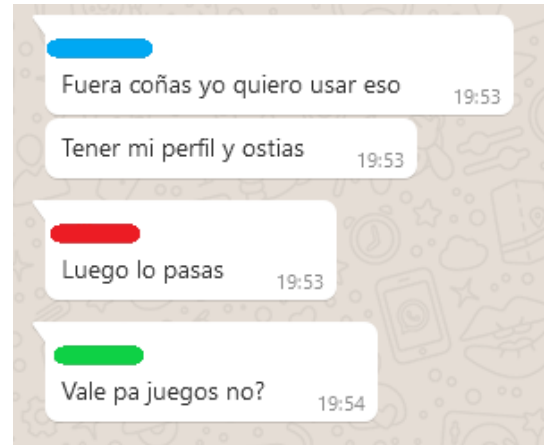 Fuera coñas yo quiero usar eso
19:53
Tener mi perfil y ostias
19:53
Luego lo pasas
19:53
Vale pa juegos no?
19:54